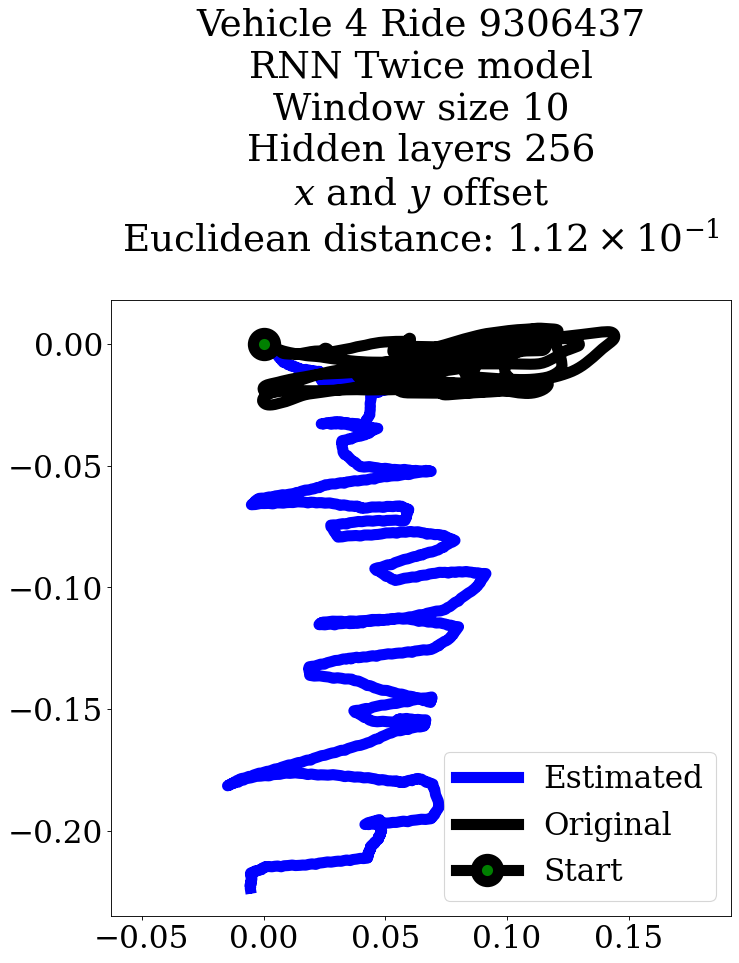 Vehicle 4 Ride 9306437
RNN Twice model
Window size 10
Hidden layers 256
x and y offset
Euclidean distance: 1.12 × 10⁻¹
0.00
−0.05
−0.10
−0.15
−0.20
Estimated
Original
Start
−0.05 0.00 0.05 0.10 0.15